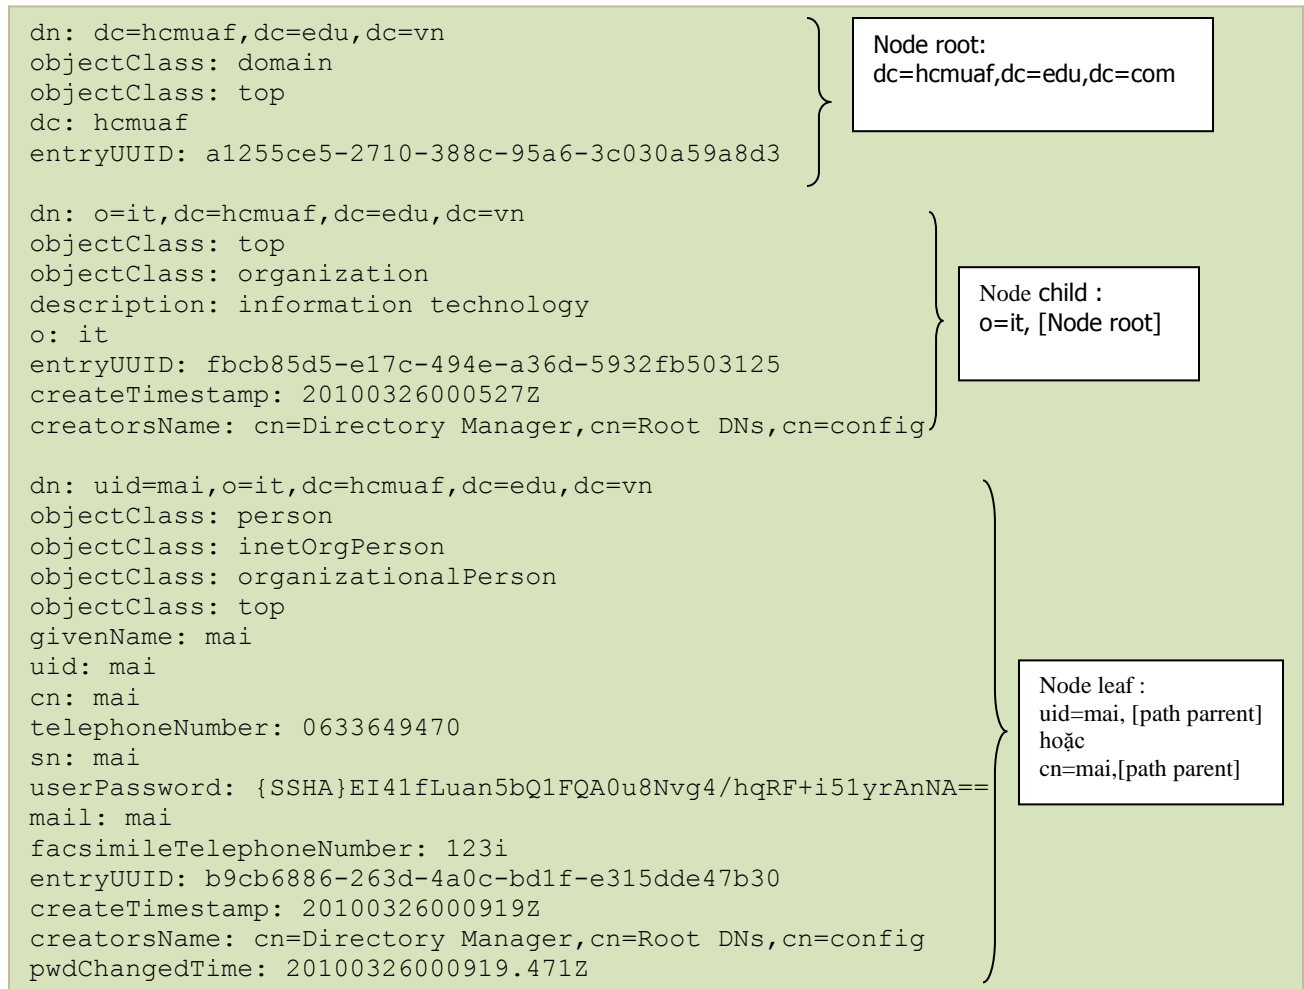 dn: dc=hcmuaf,dc=edu,dc=vn
objectClass: domain
objectClass: top
dc: hcmuaf
entryUUID: a1255ce5-2710-388c-95a6-3c030a59a8d3
Node root:
dc=hcmuaf,dc=edu,dc=com
dn: o=it,dc=hcmuaf,dc=edu,dc=vn
objectClass: top
objectClass: organization
description: information technology
o: it
entryUUID: fbcb85d5-e17c-494e-a36d-5932fb503125
createTimestamp: 20100326000527Z
creatorsName: cn=Directory Manager,cn=Root DNs,cn=config
Node child :
o=it, [Node root]
dn: uid=mai,o=it,dc=hcmuaf,dc=edu,dc=vn
objectClass: person
objectClass: inetOrgPerson
objectClass: organizationalPerson
objectClass: top
givenName: mai
uid: mai
cn: mai
telephoneNumber: 0633649470
sn: mai
userPassword: {SSHA}EI41fLuan5bQ1FQA0u8Nvg4/hqRF+i51yrAnNA==
mail: mai
facsimileTelephoneNumber: 123i
entryUUID: b9cb6886-263d-4a0c-bd1f-e315dde47b30
createTimestamp: 20100326000919Z
creatorsName: cn=Directory Manager,cn=Root DNs,cn=config
pwdChangedTime: 20100326000919.471Z
Node leaf :
uid=mai, [path parrent]
hoặc
cn=mai,[path parent]